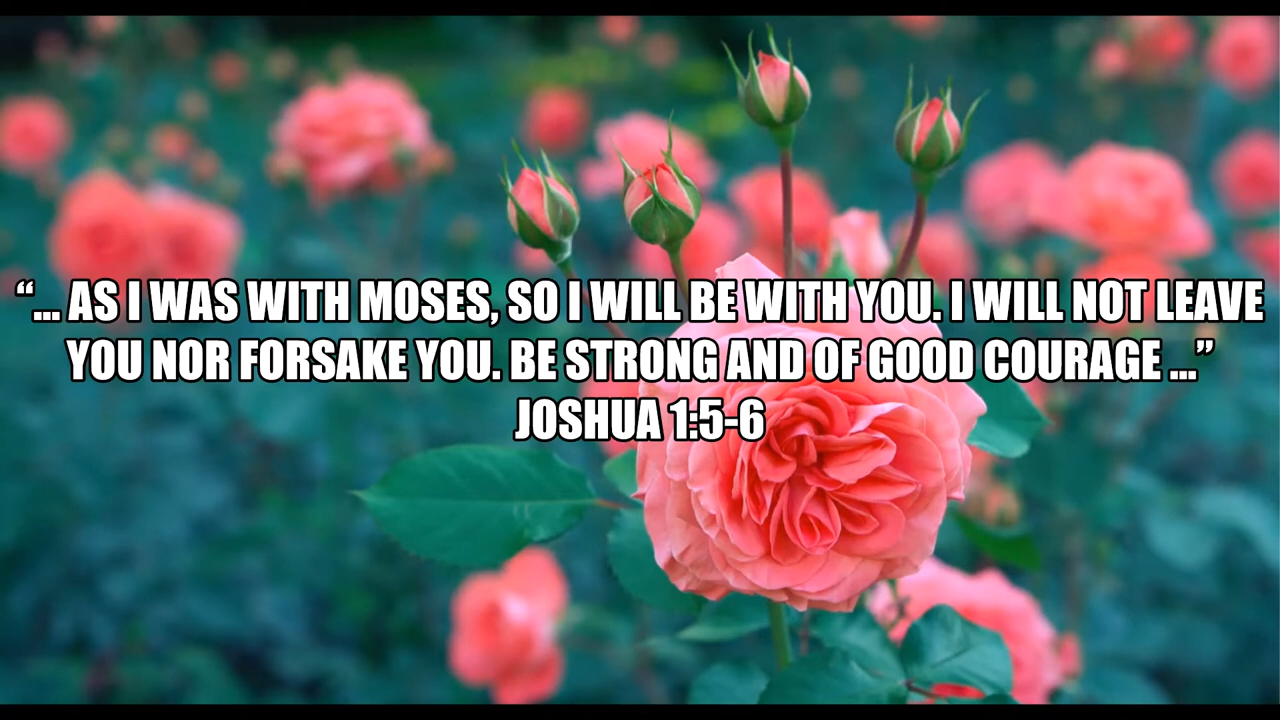 “... AS I WAS WITH MOSES, SO I WILL BE WITH YOU. I WILL NOT LEAVE
YOU NOR FORSAKE YOU. BE STRONG AND OF GOOD COURAGE ...”
JOSHUA 1:5-6